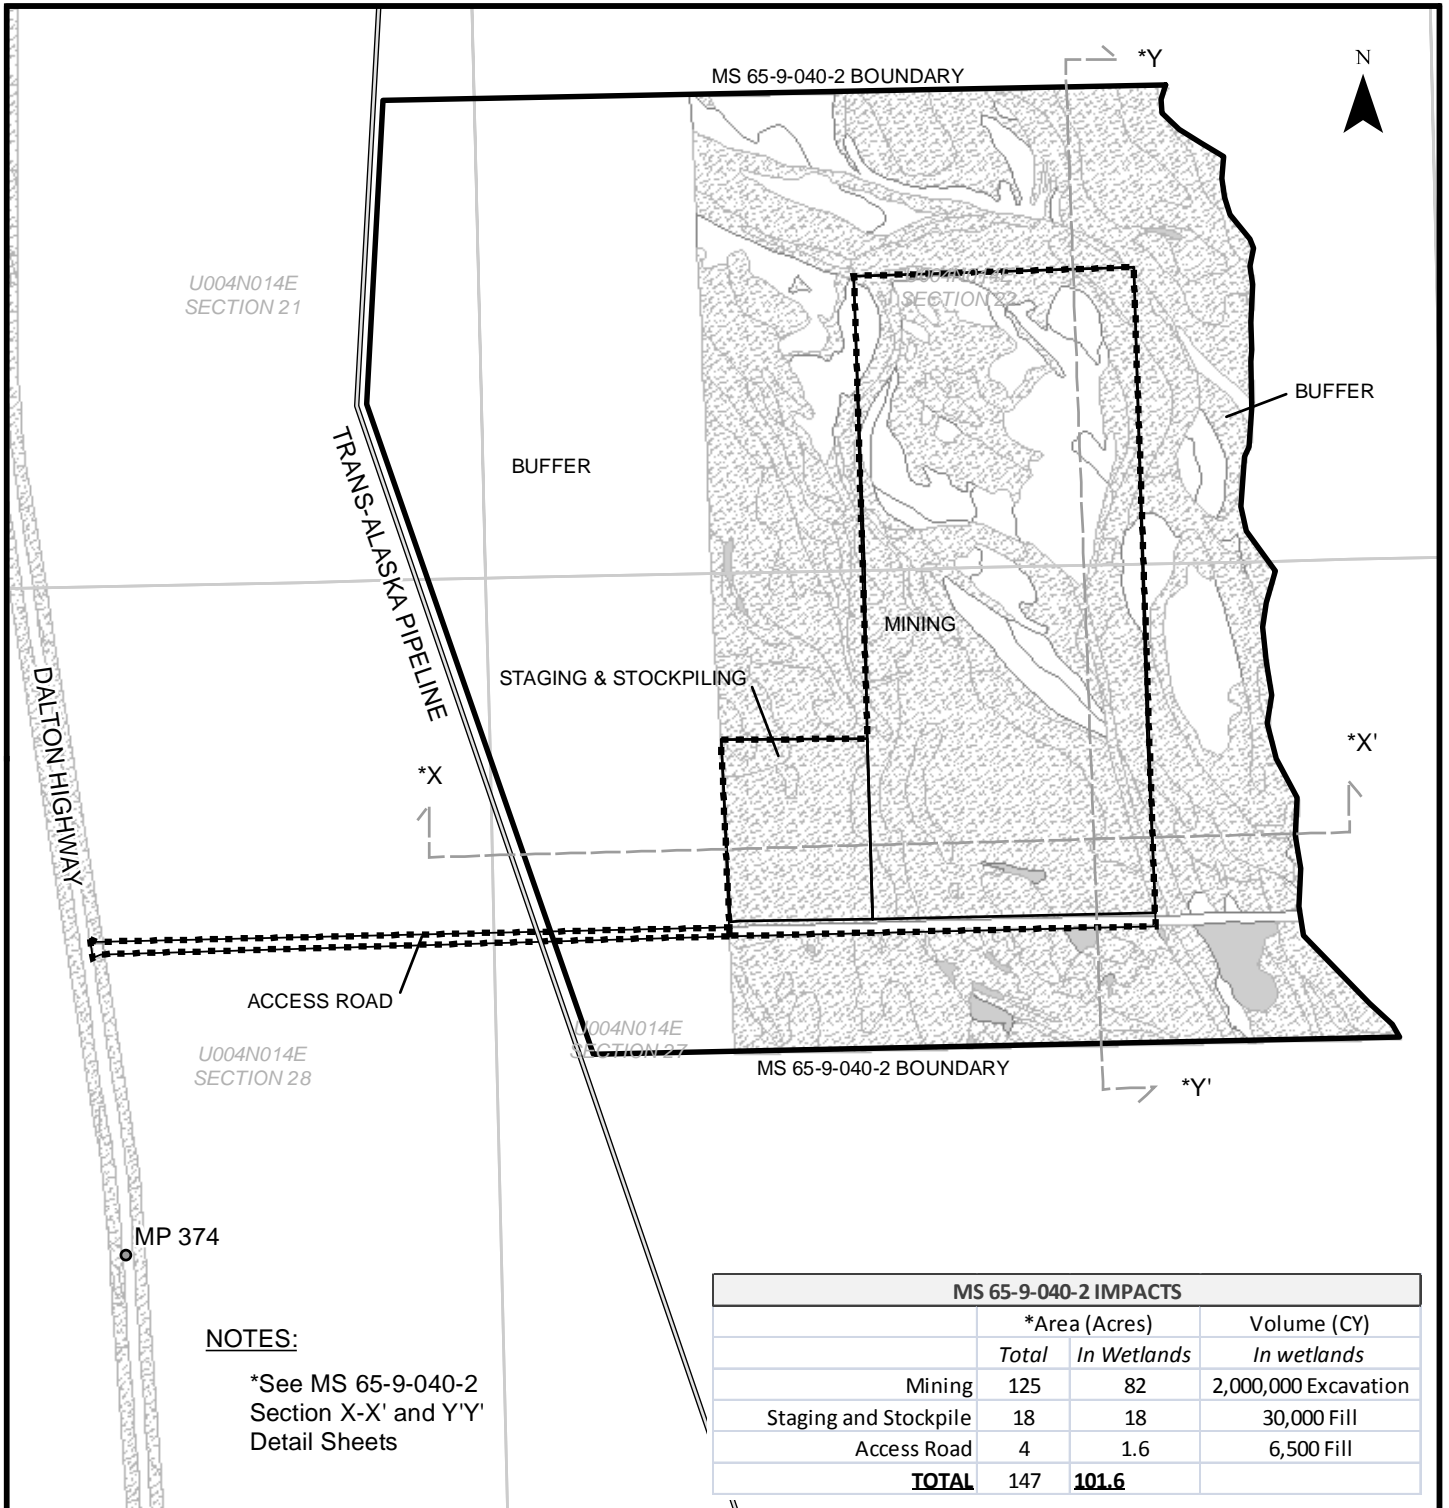 *Y
N
MS 65-9-040-2 BOUNDARY
U004N014E
SECTION 21
U004N014E
SECTION 22
BUFFER
BUFFER
TRANS-ALASKA PIPELINE
MINING
STAGING & STOCKPILING
DALTON HIGHWAY
*X'
*X
ACCESS ROAD
U004N014E
SECTION 27
U004N014E
SECTION 28
MS 65-9-040-2 BOUNDARY
*Y'
MP 374
NOTES:
*See MS 65-9-040-2
Section X-X' and Y'Y'
Detail Sheets
MS 65-9-040-2 IMPACTS
*Area (Acres) Volume (CY)
Total In Wetlands In wetlands
Mining 125 82 2,000,000 Excavation
Staging and Stockpile 18 18 30,000 Fill
Access Road 4 1.6 6,500 Fill
TOTAL 147 101.6